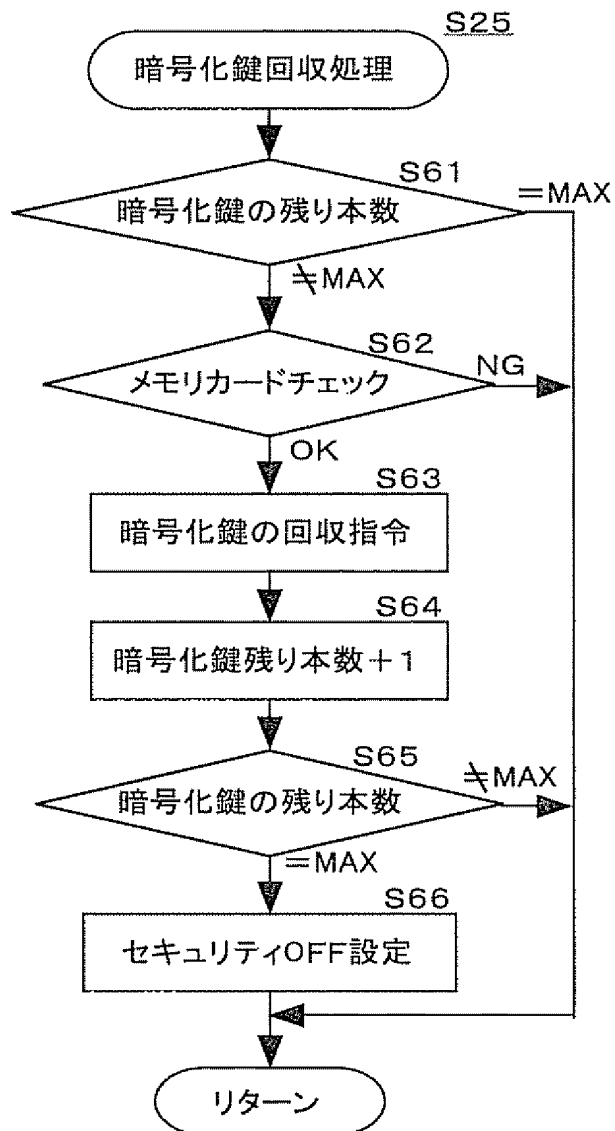 S25
暗号化鍵回収処理
S61
暗号化鍵の残り本数
=MAX
≠MAX
S62
メモリカードチェック
NG
OK
S63
暗号化鍵の回収指令
S64
暗号化鍵残り本数+1
S65
暗号化鍵の残り本数
≠MAX
=MAX
S66
セキュリティOFF設定
リターン